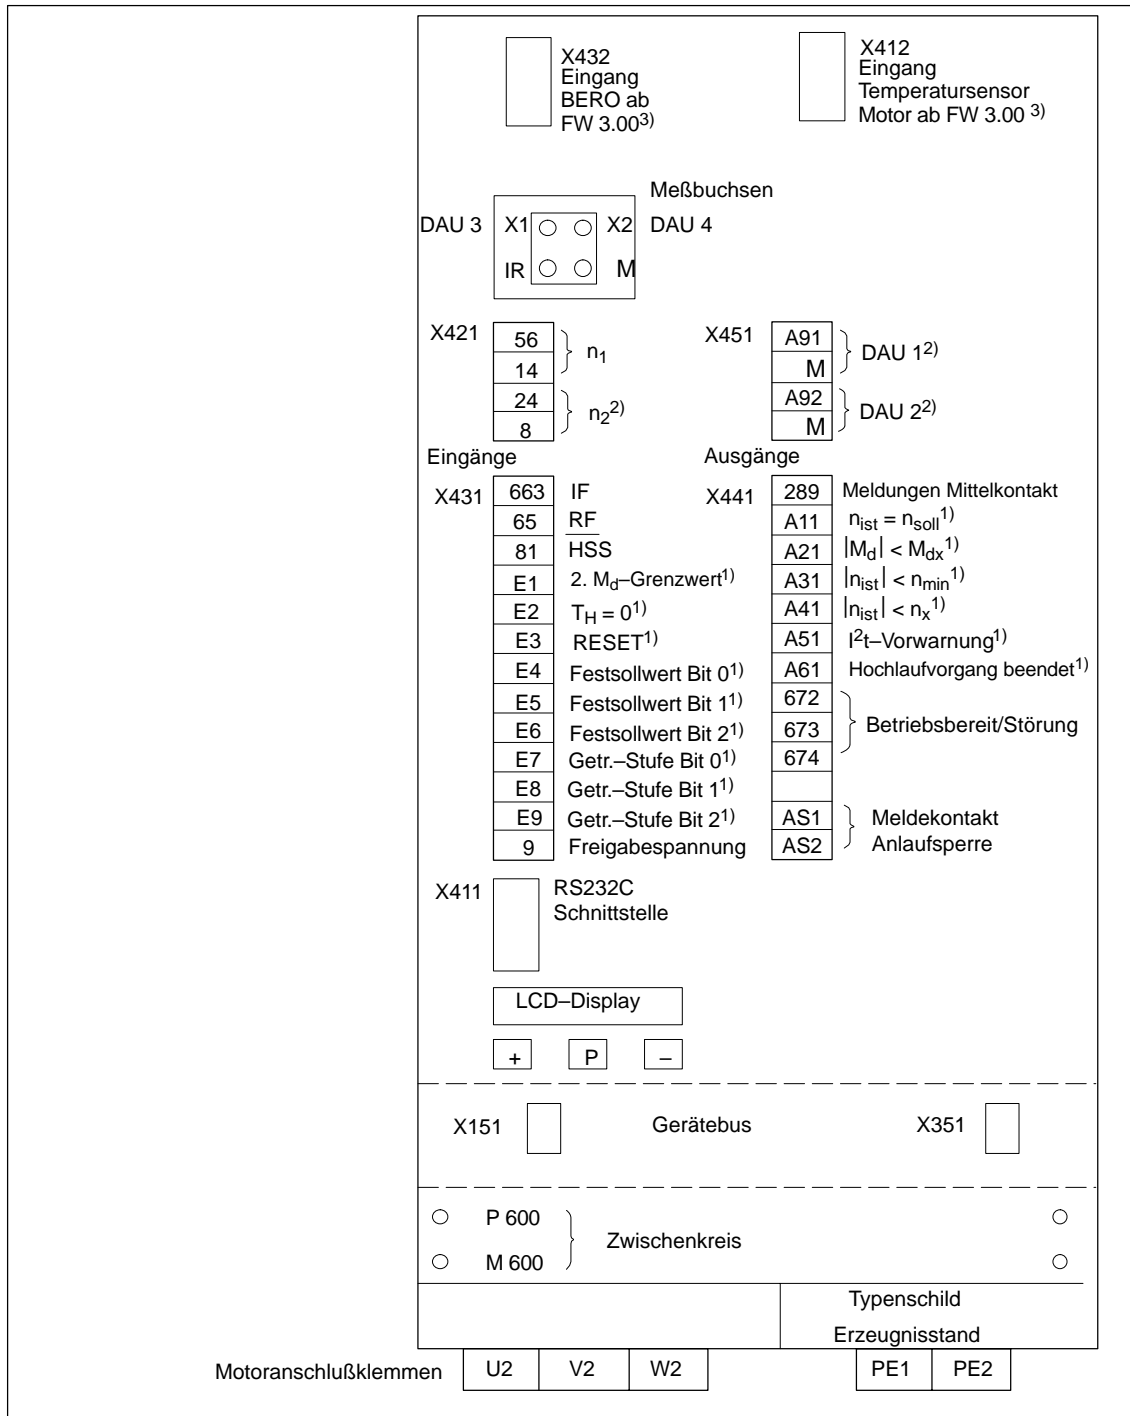 X432
Eingang
BERO ab
FW 3.00³⁾
X412
Eingang
Temperatursensor
Motor ab FW 3.00 ³⁾
Meßbuchsen
DAU 3 X1 X2 DAU 4
IR M
X421 56 n₁ X451 A91 DAU 1²⁾
14 M
24 n₂²⁾ A92 DAU 2²⁾
8 M
Eingänge Ausgänge
X431 663 IF X441 289 Meldungen Mittelkontakt
65 RF A11 nᵢₛₜ = nₛₒₗₗ¹⁾
81 H̅S̅S̅ A21 |M_d| < M_dx¹⁾
E1 2. M_d–Grenzwert¹⁾ A31 |nᵢₛₜ| < nₘᵢₙ¹⁾
E2 T_H = 0¹⁾ A41 |nᵢₛₜ| < nₓ¹⁾
E3 RESET¹⁾ A51 I²t–Vorwarnung¹⁾
E4 Festsollwert Bit 0¹⁾ A61 Hochlaufvorgang beendet¹⁾
E5 Festsollwert Bit 1¹⁾ 672
E6 Festsollwert Bit 2¹⁾ 673 Betriebsbereit/Störung
E7 Getr.–Stufe Bit 0¹⁾ 674
E8 Getr.–Stufe Bit 1¹⁾
E9 Getr.–Stufe Bit 2¹⁾ AS1 Meldekontakt
9 Freigabespannung AS2 Anlaufsperre
X411 RS232C
Schnittstelle
LCD–Display
+ P –
X151 Gerätebus X351
P 600
Zwischenkreis
M 600
Typenschild
Erzeugnisstand
Motoranschlußklemmen U2 V2 W2 PE1 PE2